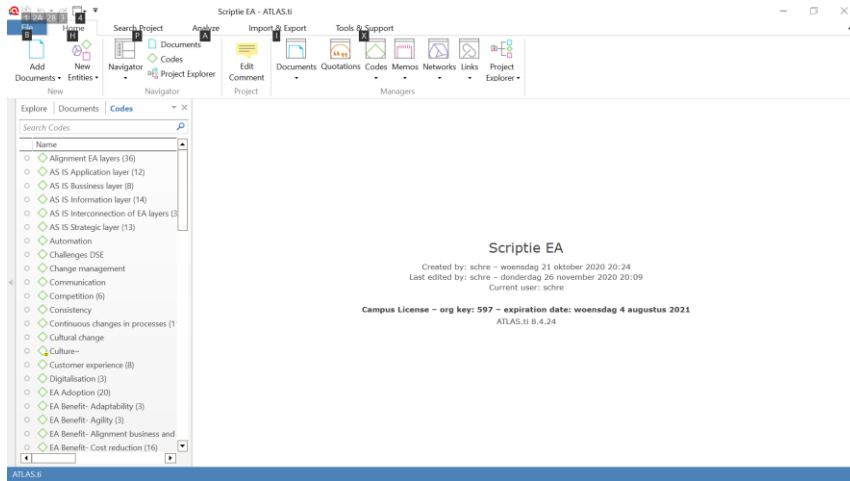 Scriptie EA - ATLAS.ti
1 2A 2B 3 4
File Home Search Project Analyze Import & Export Tools & Support
B H P A I X
Add Documents
New Entities
New
Navigator
Documents
Codes
Project Explorer
Navigator
Edit Comment
Project
Documents Quotations Codes Memos Networks Links Project Explorer
Managers
Explore Documents Codes
Search Codes
Name
Alignment EA layers (36)
AS IS Application layer (12)
AS IS Bussiness layer (8)
AS IS Information layer (14)
AS IS Interconnection of EA layers (3
AS IS Strategic layer (13)
Automation
Challenges DSE
Change management
Communication
Competition (6)
Consistency
Continuous changes in processes (1
Cultural change
Culture~
Customer experience (8)
Digitalisation (3)
EA Adoption (20)
EA Benefit- Adaptability (3)
EA Benefit- Agility (3)
EA Benefit- Alignment business and
EA Benefit- Cost reduction (16)
Scriptie EA
Created by: schre – woensdag 21 oktober 2020 20:24
Last edited by: schre – donderdag 26 november 2020 20:09
Current user: schre
Campus License – org key: 597 – expiration date: woensdag 4 augustus 2021
ATLAS.ti 8.4.24
ATLAS.ti